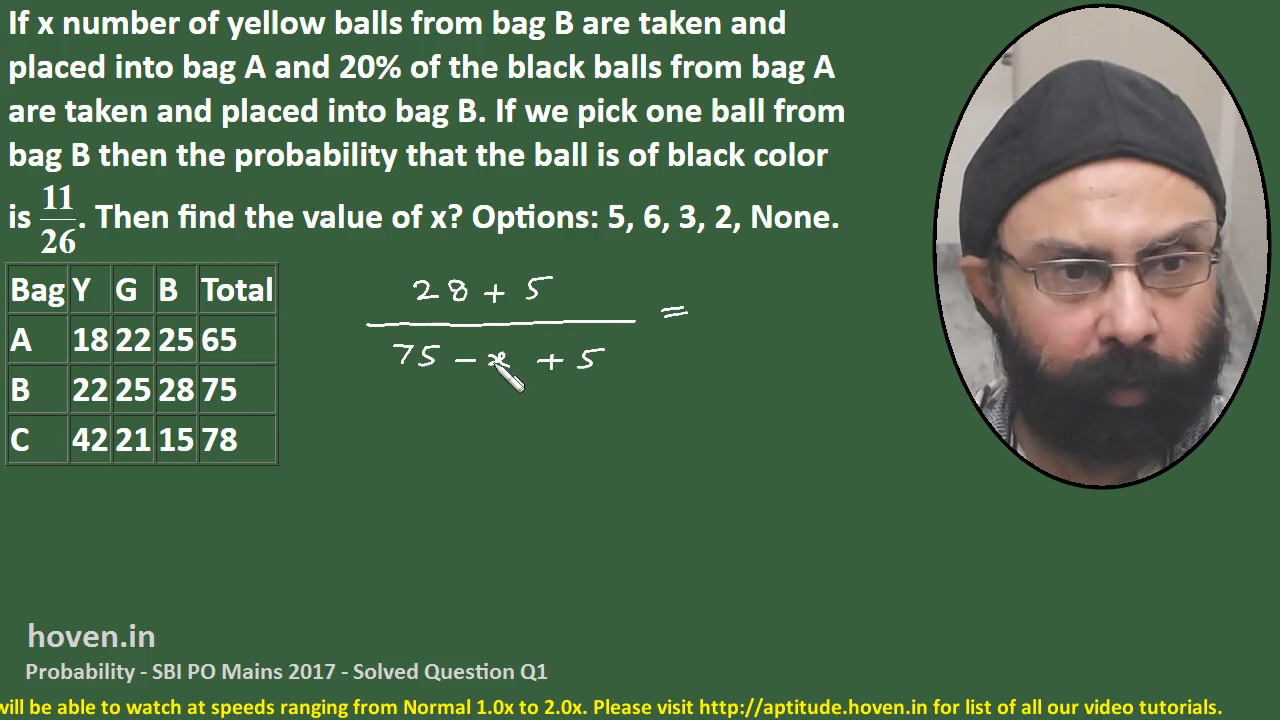 If x number of yellow balls from bag B are taken and
placed into bag A and 20% of the black balls from bag A
are taken and placed into bag B. If we pick one ball from
bag B then the probability that the ball is of black color
is 11/26. Then find the value of x? Options: 5, 6, 3, 2, None.
Bag Y G B Total
A 18 22 25 65
B 22 25 28 75
C 42 21 15 78
28 + 5
=
75 - x + 5
hoven.in
Probability - SBI PO Mains 2017 - Solved Question Q1
will be able to watch at speeds ranging from Normal 1.0x to 2.0x. Please visit http://aptitude.hoven.in for list of all our video tutorials.